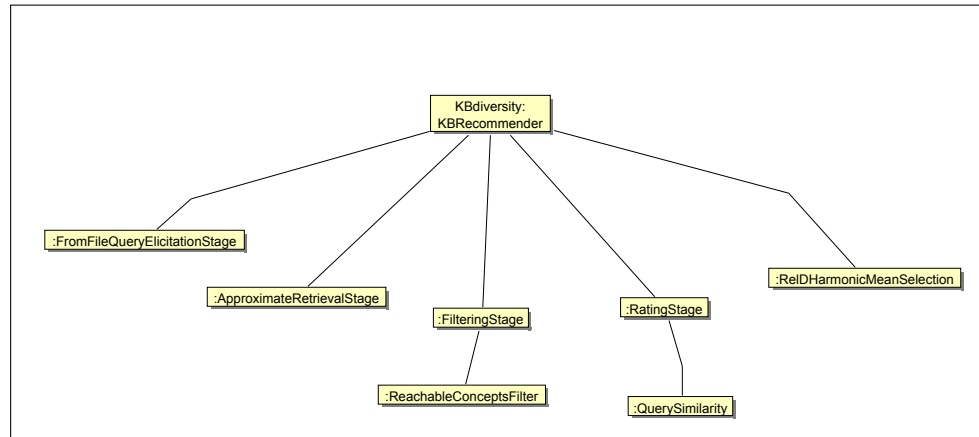 KBdiversity:
KBRecommender
:FromFileQueryElicitationStage
:ApproximateRetrievalStage
:FilteringStage
:RatingStage
:RelDHarmonicMeanSelection
:ReachableConceptsFilter
:QuerySimilarity